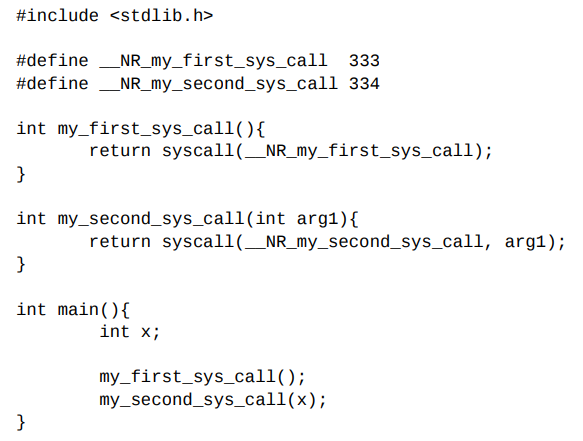 #include <stdlib.h>
#define __NR_my_first_sys_call 333
#define __NR_my_second_sys_call 334
int my_first_sys_call(){
return syscall(__NR_my_first_sys_call);
}
int my_second_sys_call(int arg1){
return syscall(__NR_my_second_sys_call, arg1);
}
int main(){
int x;
my_first_sys_call();
my_second_sys_call(x);
}